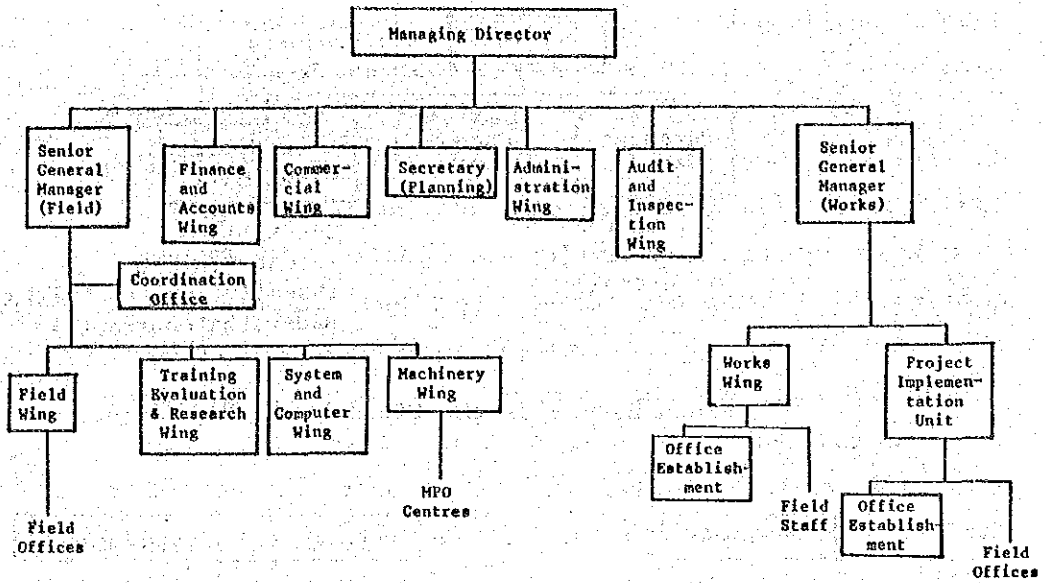 Managing Director
Senior
General
Manager
(Field)
Finance
and
Accounts
Wing
Commer-
cial
Wing
Secretary
(Planning)
Admini-
stration
Wing
Audit
and
Inspec-
tion
Wing
Senior
General
Manager
(Works)
Coordination
Office
Field
Wing
Training
Evaluation
& Research
Wing
System
and
Computer
Wing
Machinery
Wing
Works
Wing
Project
Implemen-
tation
Unit
Field
Offices
MPO
Centres
Office
Establish-
ment
Field
Staff
Office
Establish-
ment
Field
Offices